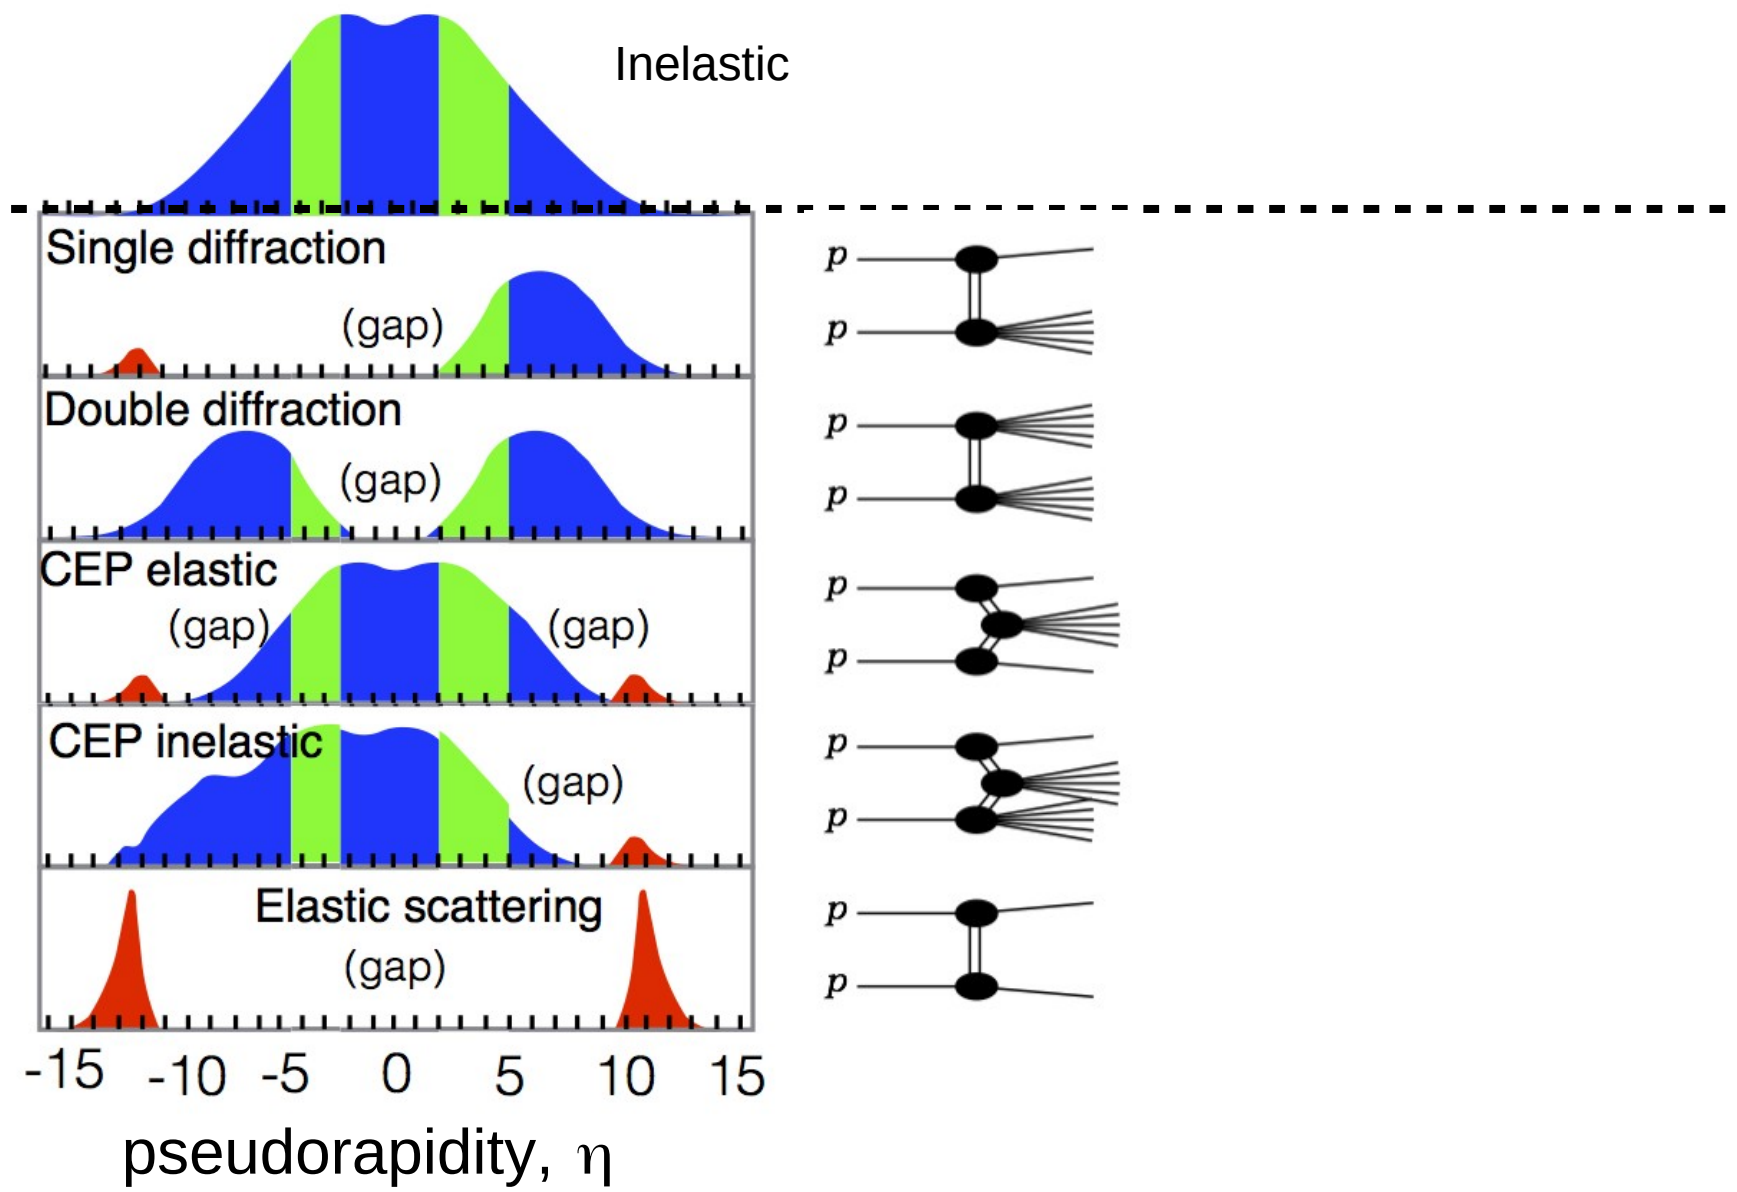 Inelastic
Single diffraction
(gap)
p
p
Double diffraction
(gap)
p
p
CEP elastic
(gap)
(gap)
p
p
CEP inelastic
(gap)
p
p
Elastic scattering
(gap)
p
p
-15 -10 -5 0 5 10 15
pseudorapidity, η